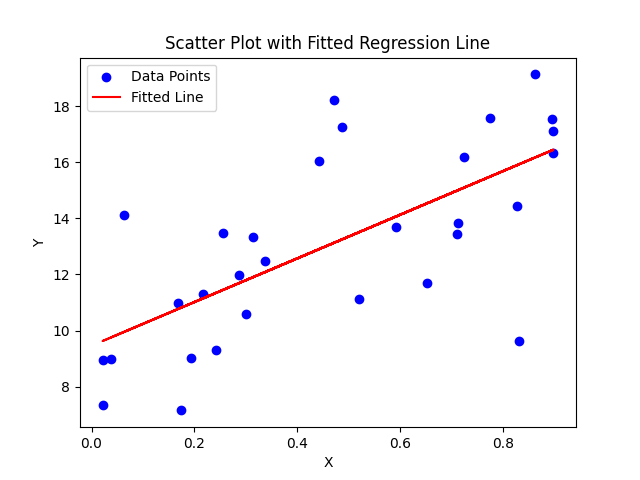 Scatter Plot with Fitted Regression Line
Data Points
Fitted Line
18
16
14
12
10
8
Y
0.0 0.2 0.4 0.6 0.8
X